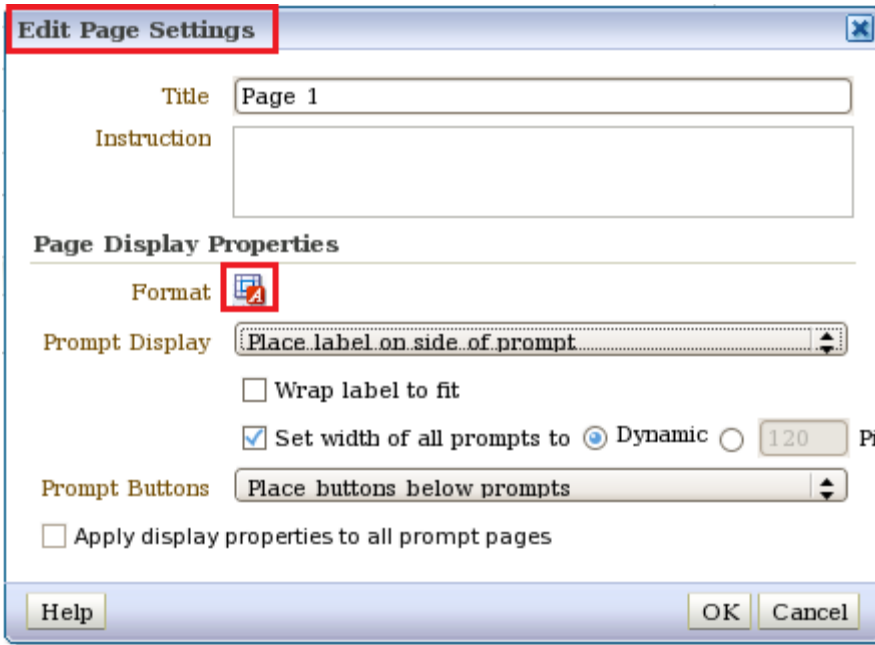 Edit Page Settings
Title Page 1
Instruction
Page Display Properties
Format
Prompt Display Place label on side of prompt
Wrap label to fit
Set width of all prompts to Dynamic 120 Pi
Prompt Buttons Place buttons below prompts
Apply display properties to all prompt pages
Help OK Cancel